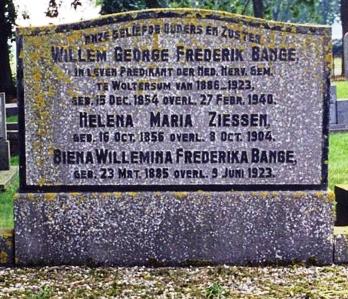 Onze geliefde ouders en zuster
Willem George Frederik Bange,
in leven predikant der Ned. Herv. Gem.
te Woltersum van 1886–1923,
geb. 15 Dec. 1854 overl. 27 Febr. 1940.
Helena Maria Ziessen,
geb. 16 Oct. 1856 overl. 8 Oct. 1904.
Biena Willemina Frederika Bange,
geb. 23 Mrt. 1885 overl. 9 Juni 1923.